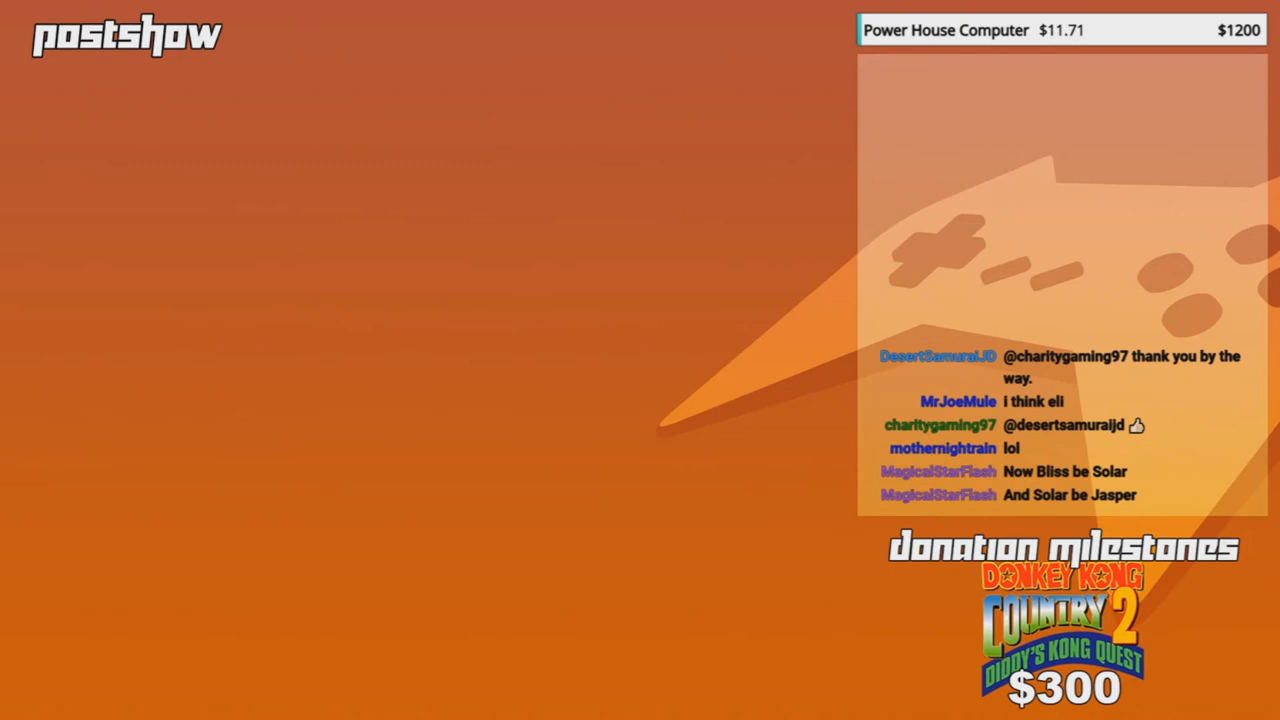 postshow
Power House Computer $11.71 $1200
DesertSamuraiJD @charitygaming97 thank you by the
way.
MrJoeMule i think eli
charitygaming97 @desertsamuraijd 👍
mothernightrain lol
MagicalStarFlash Now Bliss be Solar
MagicalStarFlash And Solar be Jasper
donation milestones
DONKEY KONG
COUNTRY 2
DIDDY'S KONG QUEST
$300